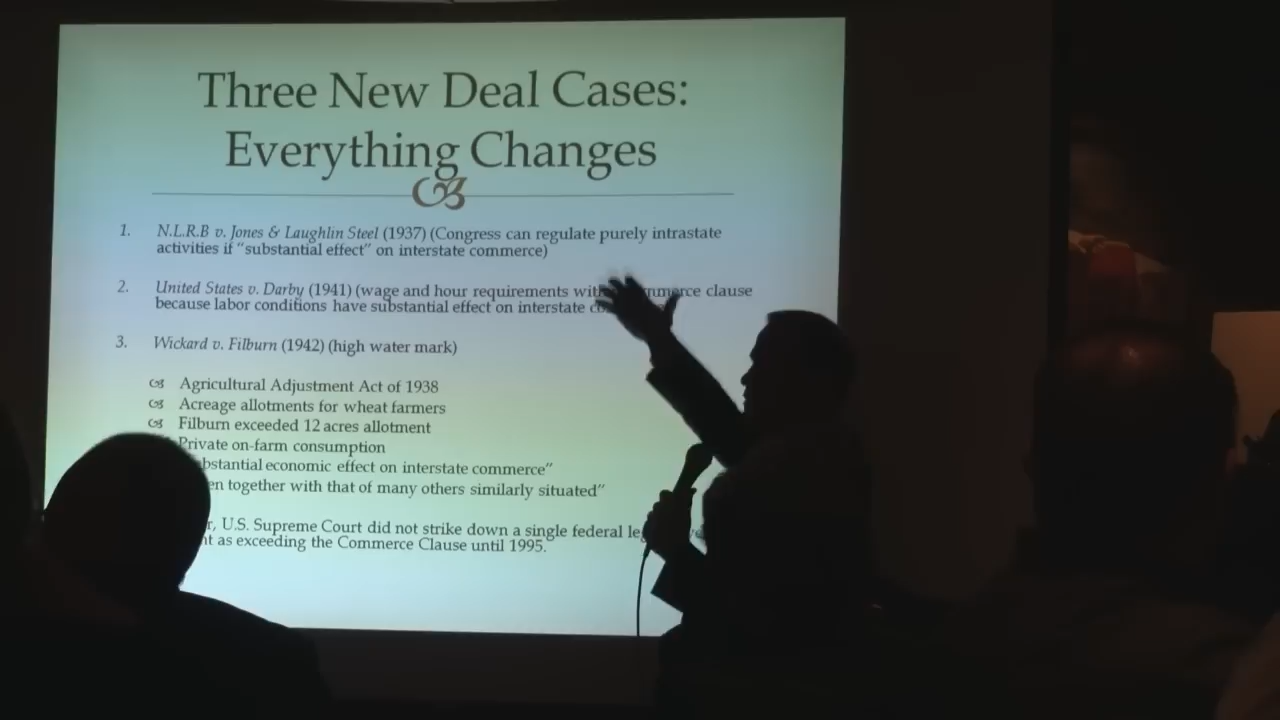 Three New Deal Cases:
Everything Changes
1. N.L.R.B v. Jones & Laughlin Steel (1937) (Congress can regulate purely intrastate
activities if "substantial effect" on interstate commerce)
2. United States v. Darby (1941) (wage and hour requirements clause
because labor conditions have substantial effect on interstate
3. Wickard v. Filburn (1942) (high water mark)
Agricultural Adjustment Act of 1938
Acreage allotments for wheat farmers
Filburn exceeded 12 acres allotment
Private on-farm consumption
economic effect on interstate commerce"
together with that of many others similarly situated"
U.S. Supreme Court did not strike down a single federal
as exceeding the Commerce Clause until 1995.